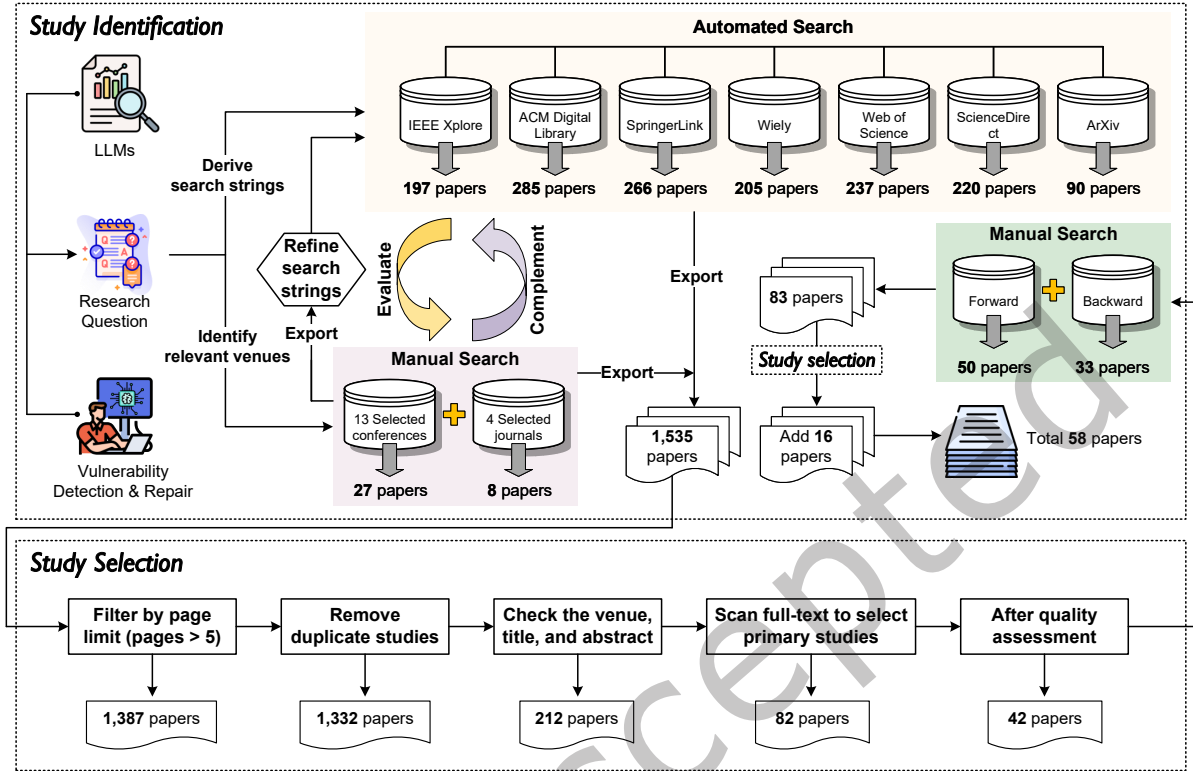 Study Identification
LLMs
Research
Question
Vulnerability
Detection & Repair
Derive
search strings
Identify
relevant venues
Refine
search
strings
Export
Automated Search
IEEE Xplore
197 papers
ACM Digital
Library
285 papers
SpringerLink
266 papers
Wiely
205 papers
Web of
Science
237 papers
ScienceDire
ct
220 papers
ArXiv
90 papers
Evaluate
Complement
Manual Search
13 Selected
conferences
27 papers
4 Selected
journals
8 papers
Export
Export
1,535
papers
Manual Search
Forward
50 papers
Backward
33 papers
83 papers
Study selection
Add 16
papers
Total 58 papers
Study Selection
Filter by page
limit (pages > 5)
1,387 papers
Remove
duplicate studies
1,332 papers
Check the venue,
title, and abstract
212 papers
Scan full-text to select
primary studies
82 papers
After quality
assessment
42 papers
ccepted